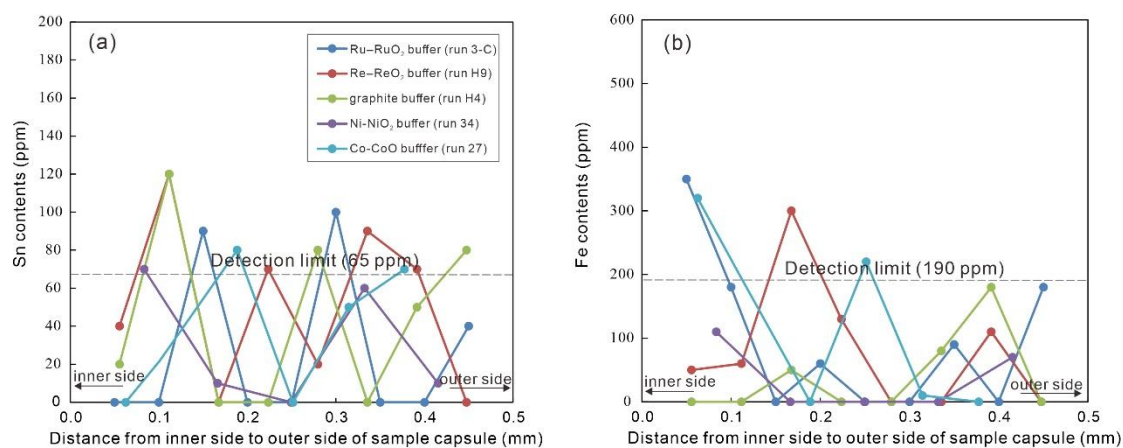 (a)
Sn contents (ppm)
200
180
160
140
120
100
80
60
40
20
0
Ru–RuO₂ buffer (run 3-C)
Re–ReO₂ buffer (run H9)
graphite buffer (run H4)
Ni-NiO₂ buffer (run 34)
Co-CoO bufffer (run 27)
Detection limit (65 ppm)
inner side
outer side
0.0 0.1 0.2 0.3 0.4 0.5
Distance from inner side to outer side of sample capsule (mm)
(b)
Fe contents (ppm)
600
500
400
300
200
100
0
Detection limit (190 ppm)
inner side
outer side
0.0 0.1 0.2 0.3 0.4 0.5
Distance from inner side to outer side of sample capsule (mm)